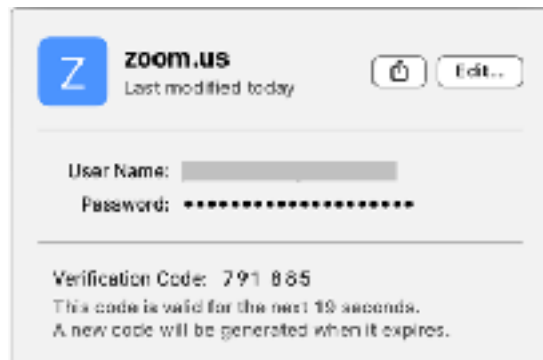 Z
zoom.us
Last modified today
Edit...
User Name:
Password: ••••••••••••••••••••
Verification Code: 791 885
This code is valid for the next 19 seconds.
A new code will be generated when it expires.